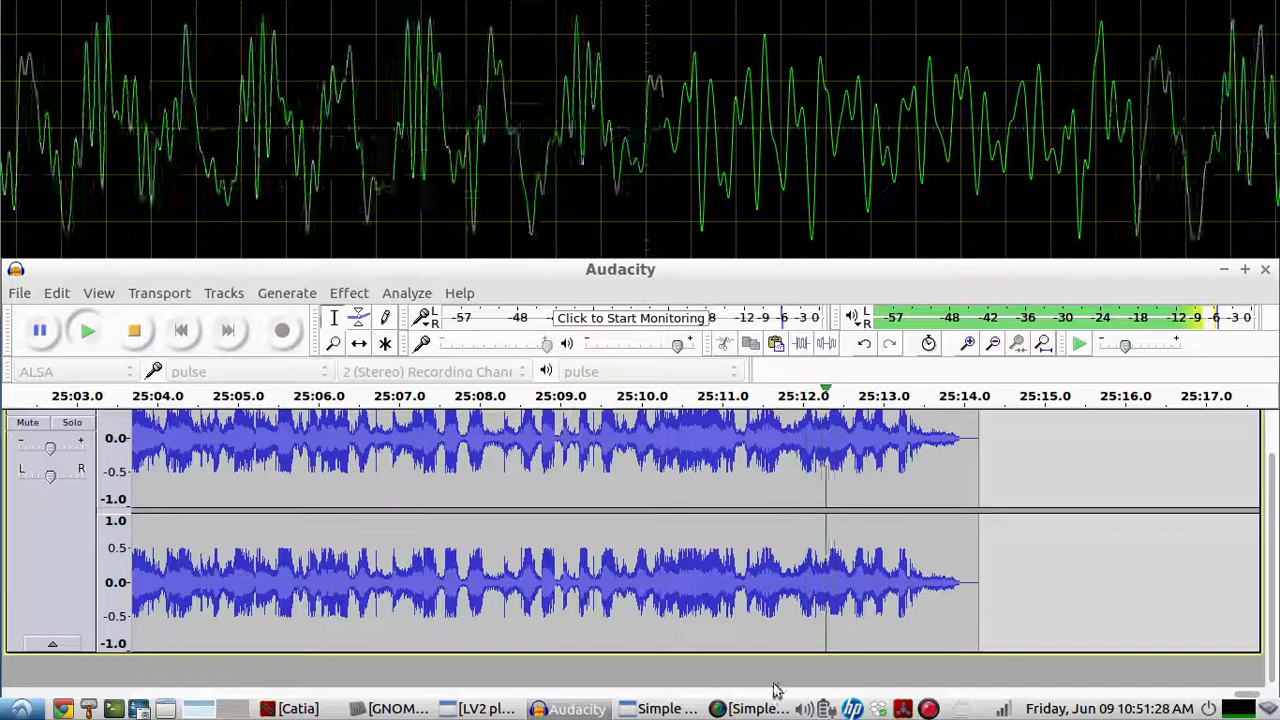 Audacity
File Edit View Transport Tracks Generate Effect Analyze Help
L R -57 -48 Click to Start Monitoring -12 -9 -6 -3 0 L R -57 -48 -42 -36 -30 -24 -18 -12 -9 -6 -3 0
ALSA pulse 2 (Stereo) Recording Chanr pulse
25:03.0 25:04.0 25:05.0 25:06.0 25:07.0 25:08.0 25:09.0 25:10.0 25:11.0 25:12.0 25:13.0 25:14.0 25:15.0 25:16.0 25:17.0
Mute Solo
- + 0.0
L R -0.5
-1.0
1.0
0.5
0.0
-0.5
-1.0
[Catia] [GNOM... [LV2 pl... Audacity Simple ... [Simple... Friday, Jun 09 10:51:28 AM